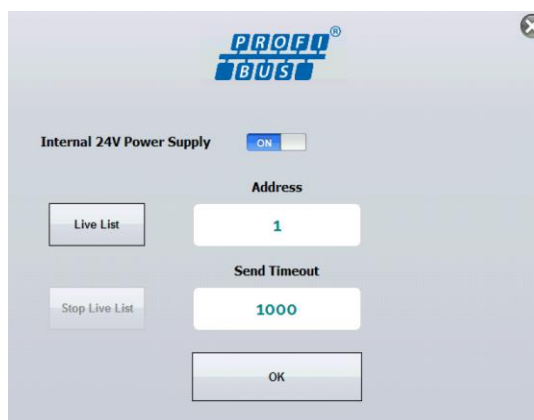 PROFI®
BUS
Internal 24V Power Supply
ON
Address
Live List
1
Send Timeout
Stop Live List
1000
OK